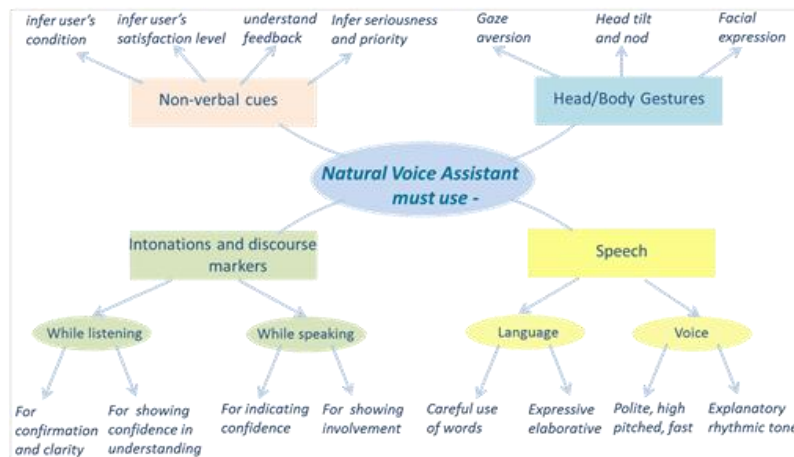 infer user's
condition
infer user's
satisfaction level
understand
feedback
Infer seriousness
and priority
Gaze
aversion
Head tilt
and nod
Facial
expression
Non-verbal cues
Head/Body Gestures
Natural Voice Assistant
must use -
Intonations and discourse
markers
Speech
While listening
While speaking
Language
Voice
For
confirmation
and clarity
For showing
confidence in
understanding
For indicating
confidence
For showing
involvement
Careful use
of words
Expressive
elaborative
Polite, high
pitched, fast
Explanatory
rhythmic tone